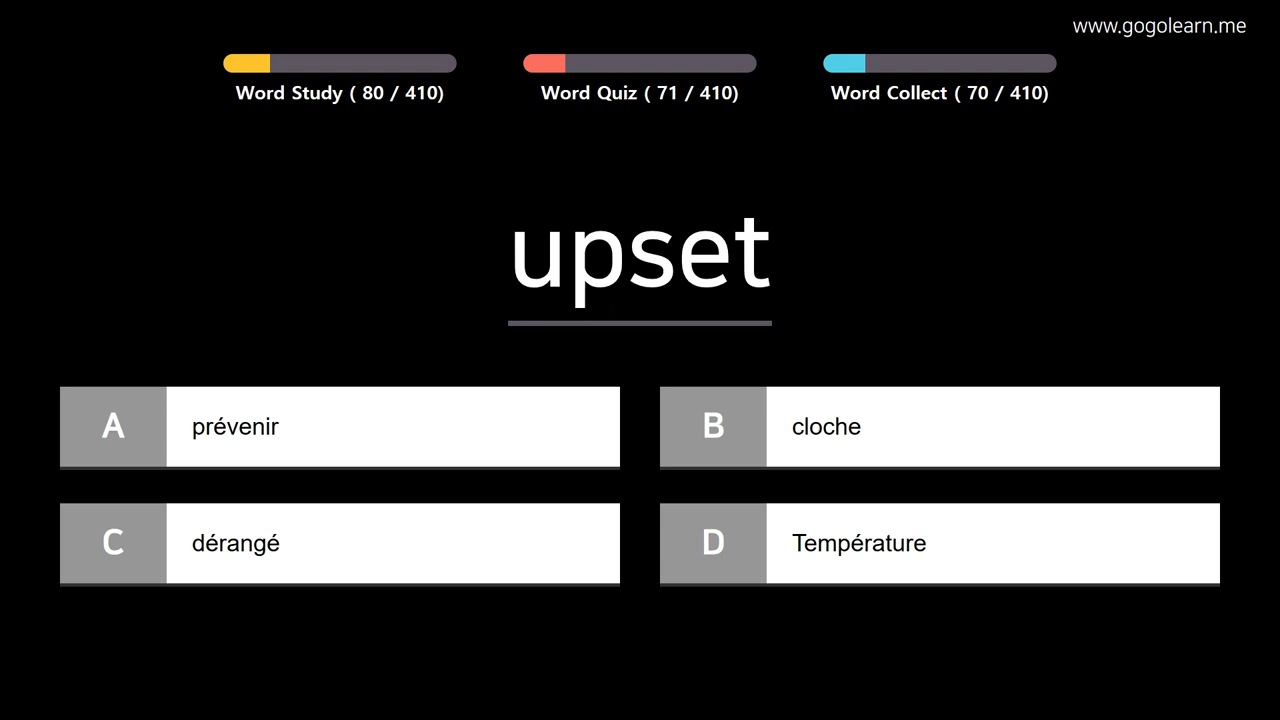 www.gogolearn.me
Word Study ( 80 / 410)
Word Quiz ( 71 / 410)
Word Collect ( 70 / 410)
upset
A prévenir
B cloche
C dérangé
D Température